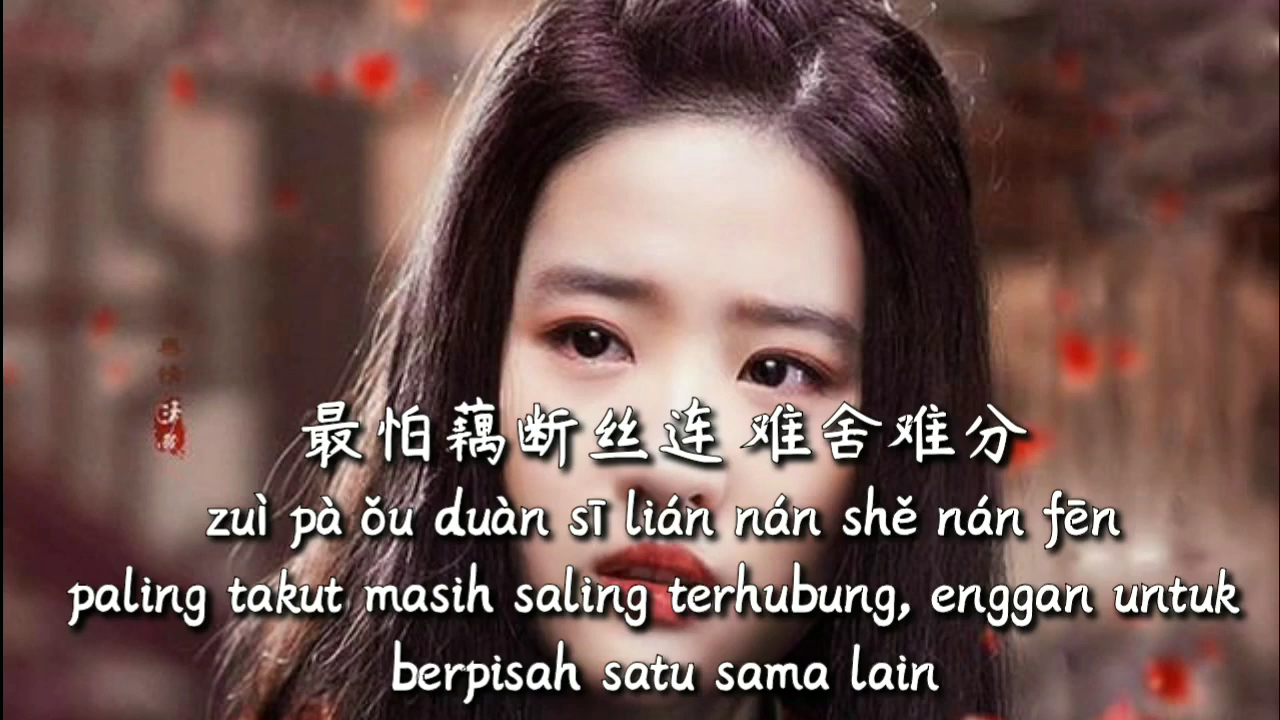 最怕藕断丝连 难舍难分
zuì pà ǒu duàn sī lián nán shě nán fēn
paling takut masih saling terhubung, enggan untuk
berpisah satu sama lain